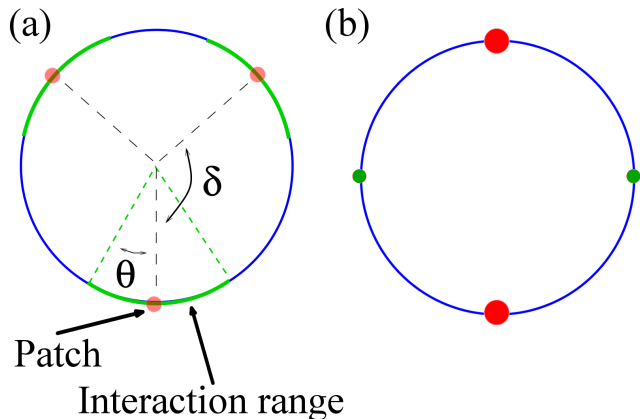 (a)
(b)
δ
θ
Patch
Interaction range